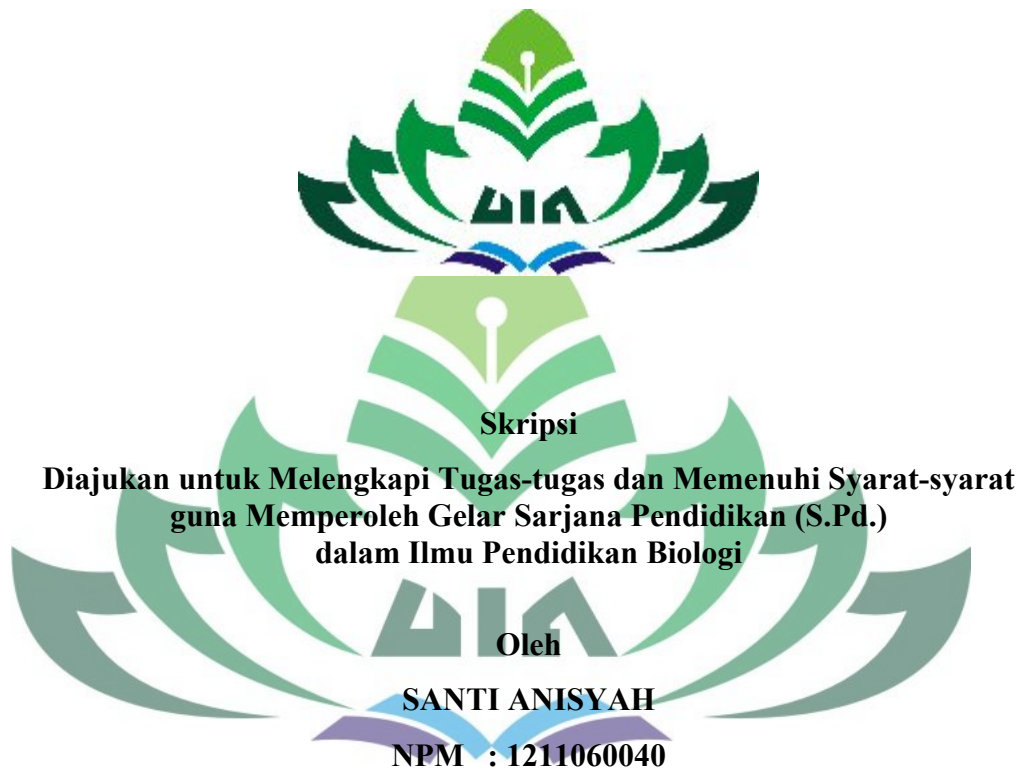 UIN
Skripsi
Diajukan untuk Melengkapi Tugas-tugas dan Memenuhi Syarat-syarat
guna Memperoleh Gelar Sarjana Pendidikan (S.Pd.)
dalam Ilmu Pendidikan Biologi
UIN
Oleh
SANTI ANISYAH
NPM : 1211060040